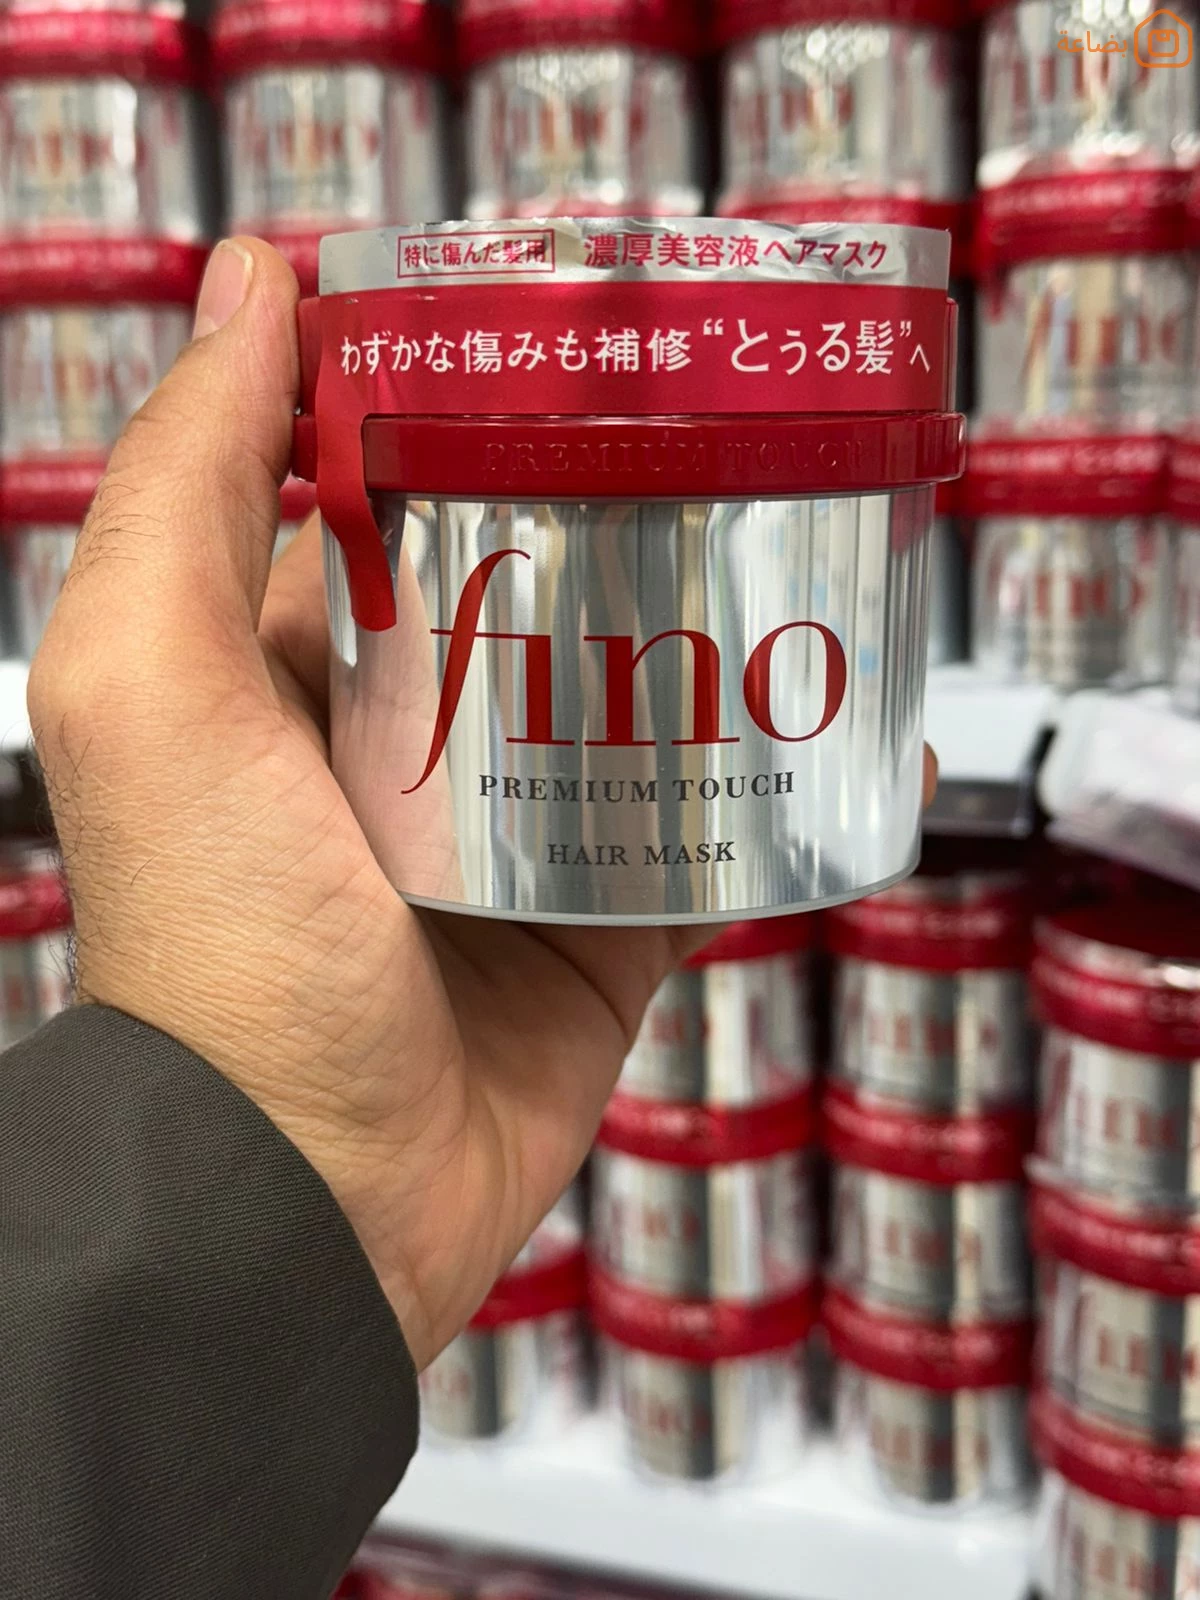 بضاعة
特に傷んだ髪用 濃厚美容液ヘアマスク
わずかな傷みも補修“とぅる髪”へ
PREMIUM TOUCH
fino
PREMIUM TOUCH
HAIR MASK